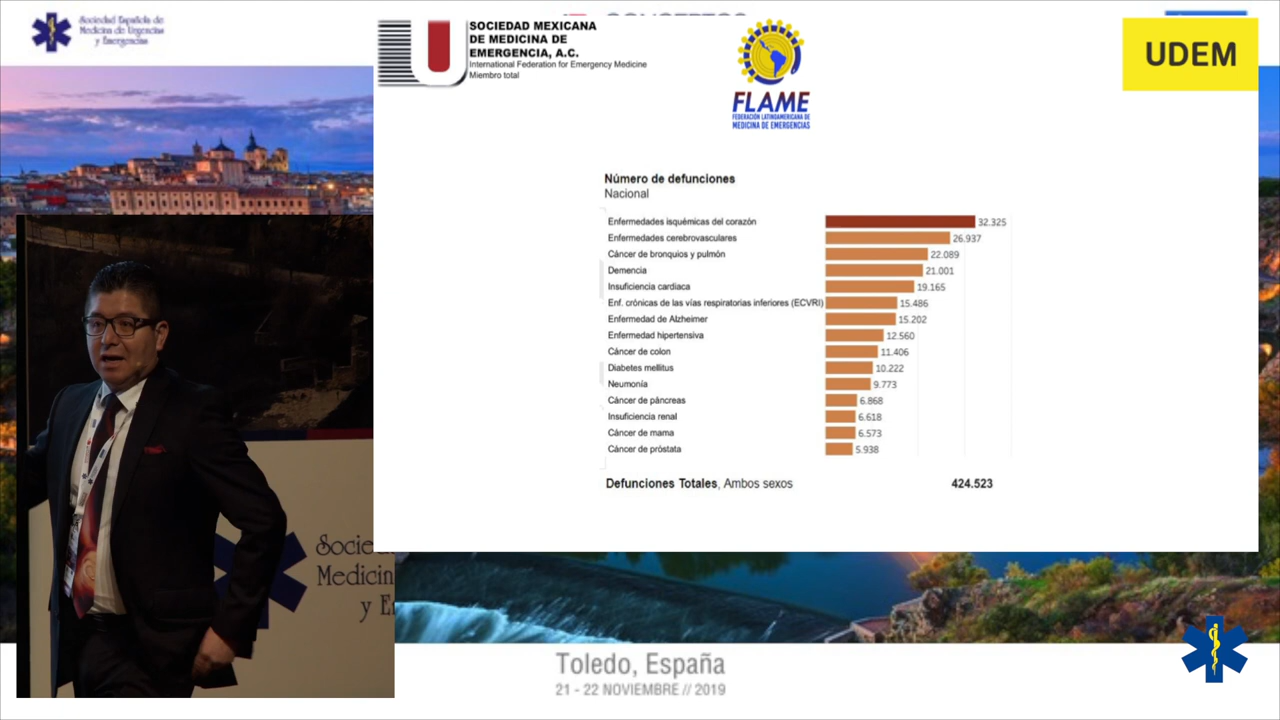 Sociedad Española de
Medicina de Urgencias
y Emergencias
SOCIEDAD MEXICANA
DE MEDICINA DE
EMERGENCIA, A.C.
International Federation for Emergency Medicine
Miembro total
FLAME
FEDERACIÓN LATINOAMERICANA DE
MEDICINA DE EMERGENCIAS
UDEM
Número de defunciones
Nacional
Enfermedades isquémicas del corazón 32.325
Enfermedades cerebrovasculares 26.937
Cáncer de bronquios y pulmón 22.089
Demencia 21.001
Insuficiencia cardiaca 19.165
Enf. crónicas de las vías respiratorias inferiores (ECVRI) 15.486
Enfermedad de Alzheimer 15.202
Enfermedad hipertensiva 12.560
Cáncer de colon 11.406
Diabetes mellitus 10.222
Neumonía 9.773
Cáncer de páncreas 6.868
Insuficiencia renal 6.618
Cáncer de mama 6.573
Cáncer de próstata 5.938
Defunciones Totales, Ambos sexos 424.523
Socie
Medicin
y E
Toledo, España
21 - 22 NOVIEMBRE // 2019